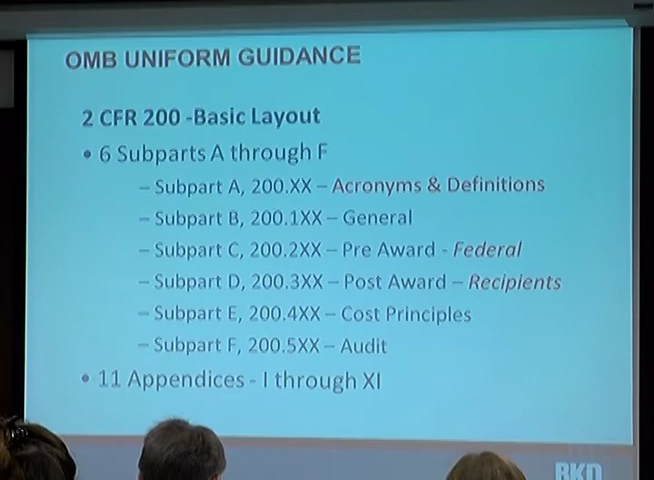 OMB UNIFORM GUIDANCE
2 CFR 200 -Basic Layout
• 6 Subparts A through F
– Subpart A, 200.XX – Acronyms & Definitions
– Subpart B, 200.1XX – General
– Subpart C, 200.2XX – Pre Award - Federal
– Subpart D, 200.3XX – Post Award – Recipients
– Subpart E, 200.4XX – Cost Principles
– Subpart F, 200.5XX – Audit
• 11 Appendices - I through XI
BKD